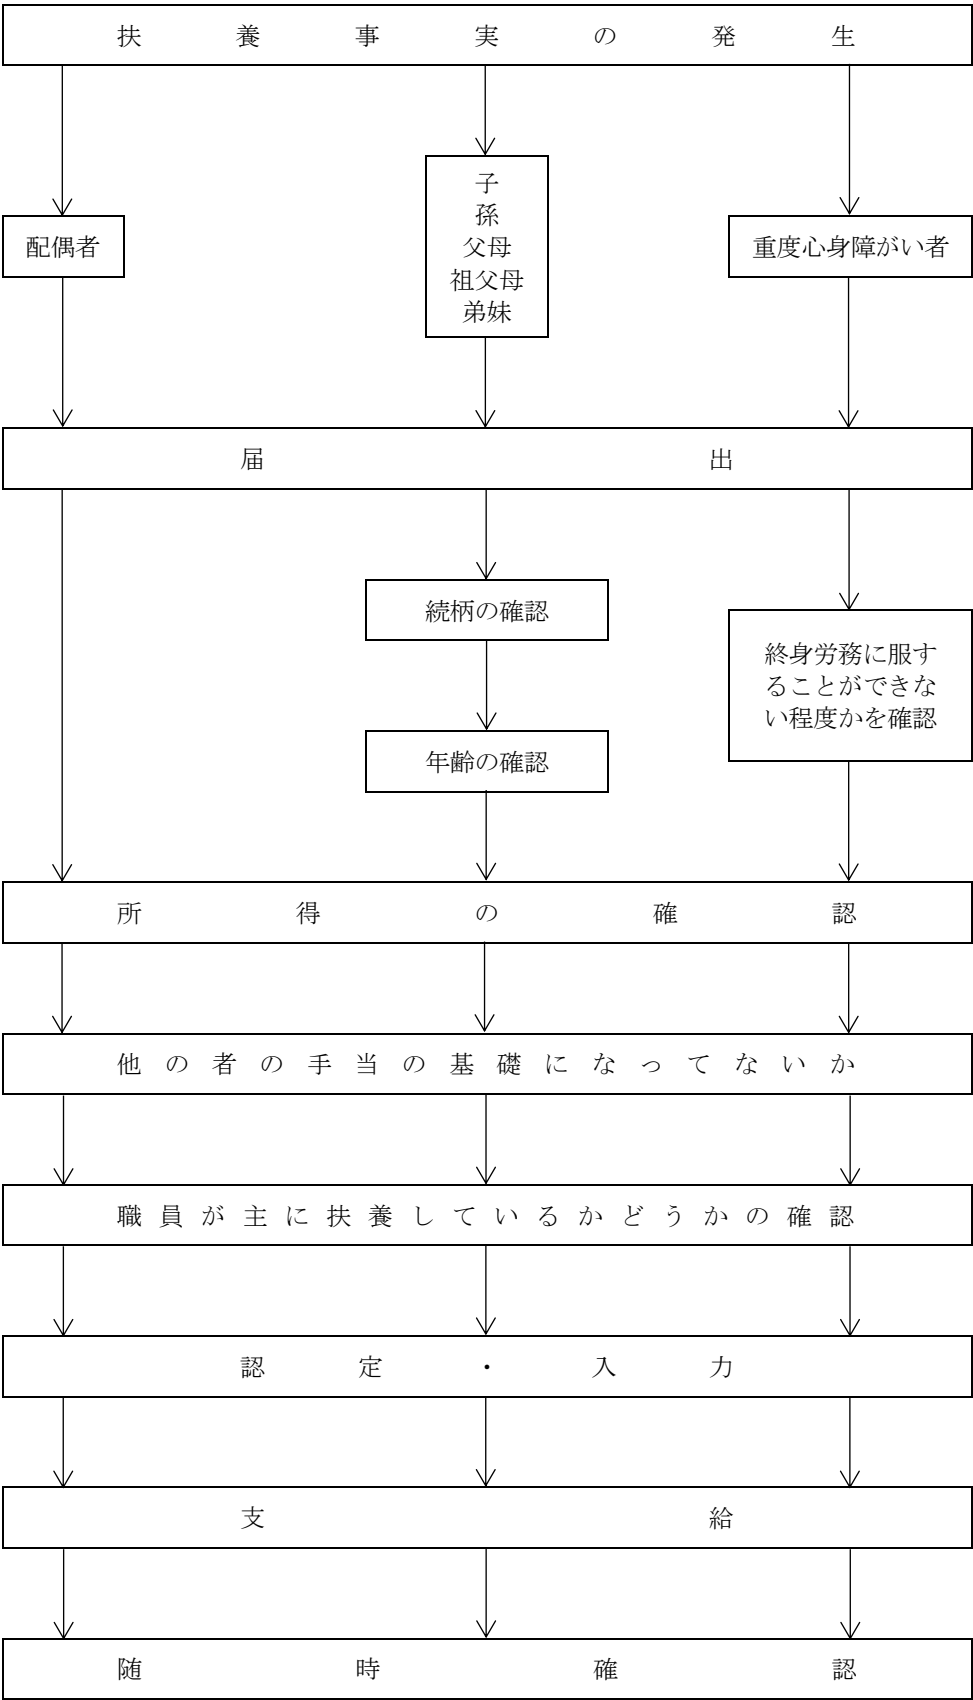 扶養事実の発生
配偶者
子
孫
父母
祖父母
弟妹
重度心身障がい者
届出
続柄の確認
年齢の確認
終身労務に服す
ることができな
い程度かを確認
所得の確認
他の者の手当の基礎になってないか
職員が主に扶養しているかどうかの確認
認定・入力
支給
随時確認